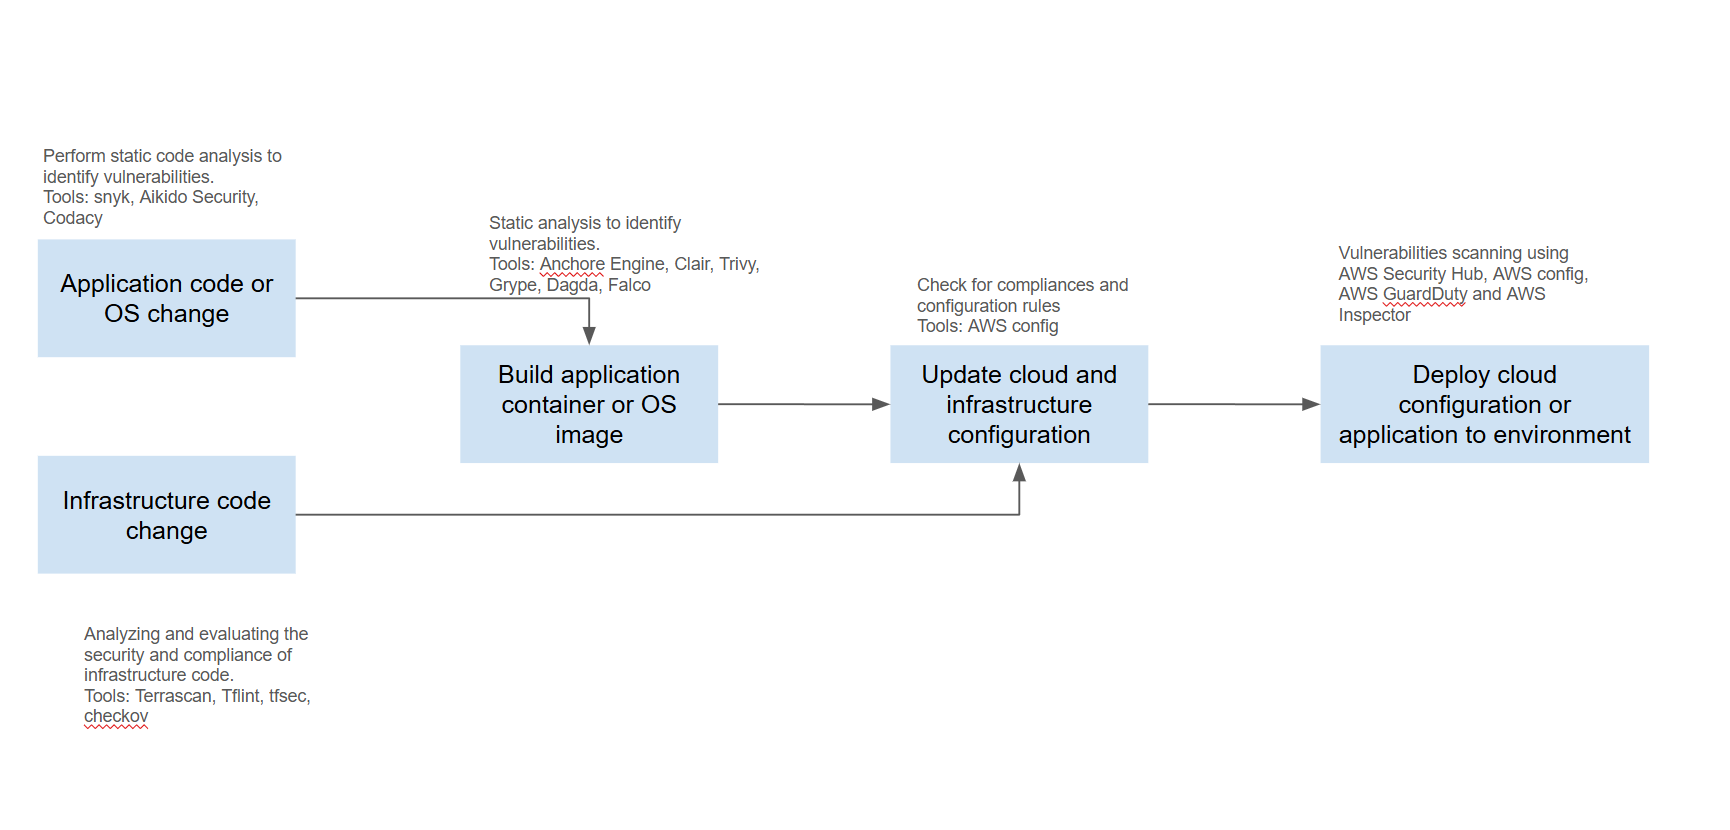 Perform static code analysis to
identify vulnerabilities.
Tools: snyk, Aikido Security,
Codacy
Application code or
OS change
Static analysis to identify
vulnerabilities.
Tools: Anchore Engine, Clair, Trivy,
Grype, Dagda, Falco
Build application
container or OS
image
Check for compliances and
configuration rules
Tools: AWS config
Update cloud and
infrastructure
configuration
Vulnerabilities scanning using
AWS Security Hub, AWS config,
AWS GuardDuty and AWS
Inspector
Deploy cloud
configuration or
application to environment
Infrastructure code
change
Analyzing and evaluating the
security and compliance of
infrastructure code.
Tools: Terrascan, Tflint, tfsec,
checkov